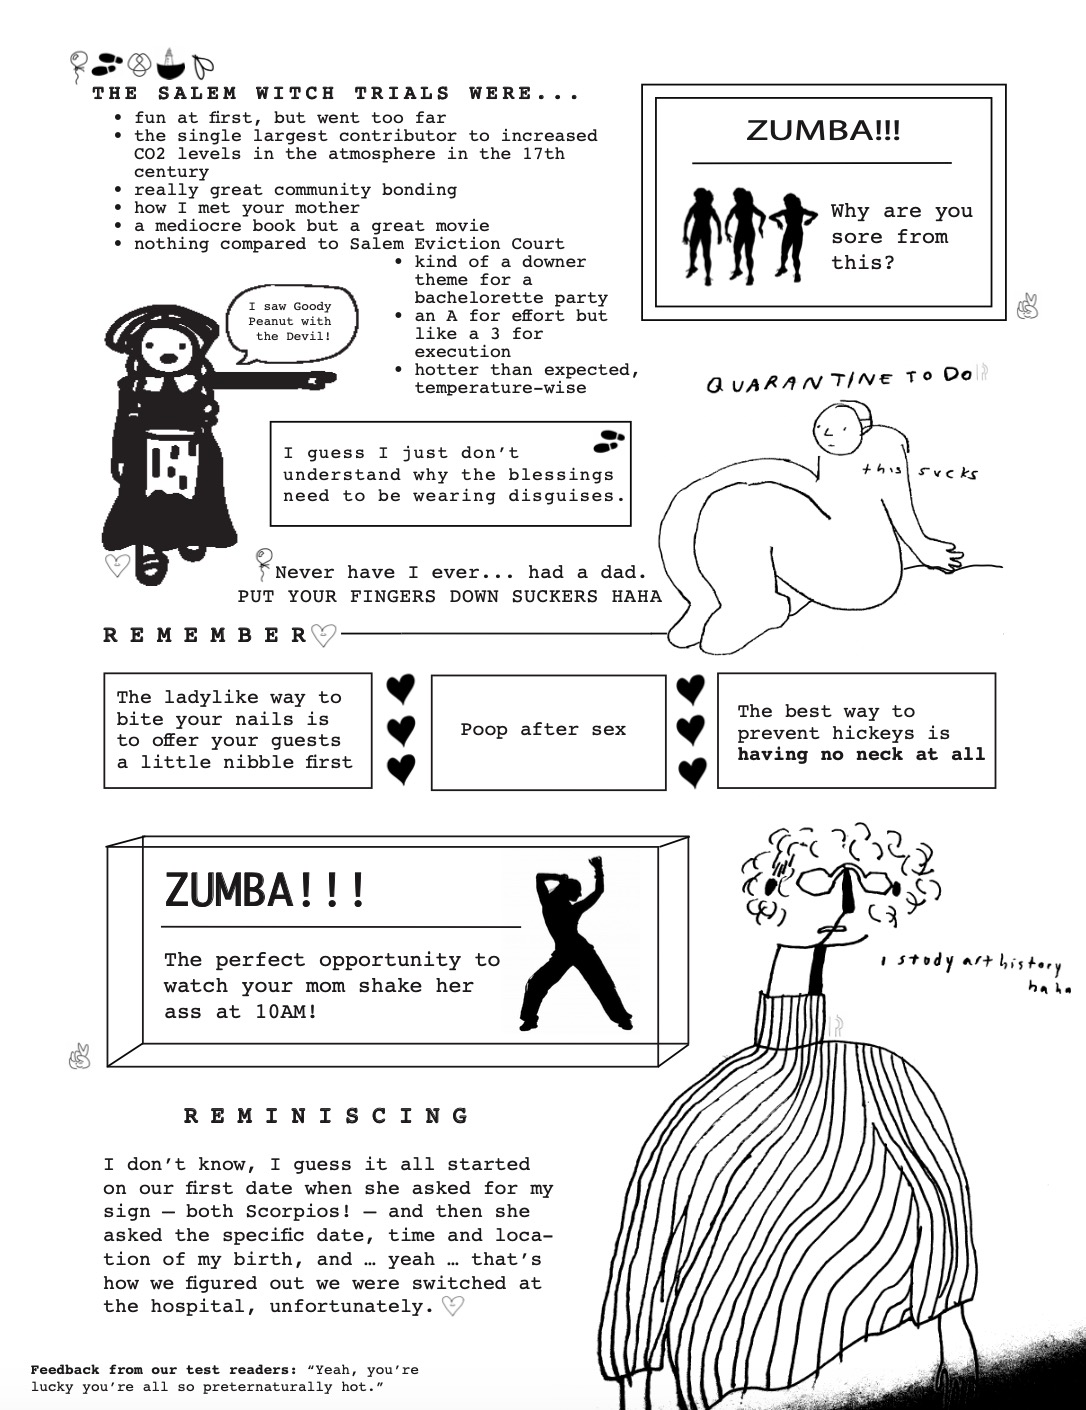 THE SALEM WITCH TRIALS WERE...
• fun at first, but went too far
• the single largest contributor to increased
CO2 levels in the atmosphere in the 17th
century
• really great community bonding
• how I met your mother
• a mediocre book but a great movie
• nothing compared to Salem Eviction Court
• kind of a downer
theme for a
bachelorette party
• an A for effort but
like a 3 for
execution
• hotter than expected,
temperature-wise
ZUMBA!!!
Why are you
sore from
this?
I saw Goody
Peanut with
the Devil!
QUARANTINE TO DO
this sucks
I guess I just don't
understand why the blessings
need to be wearing disguises.
Never have I ever... had a dad.
PUT YOUR FINGERS DOWN SUCKERS HAHA
REMEMBER
The ladylike way to
bite your nails is
to offer your guests
a little nibble first
Poop after sex
The best way to
prevent hickeys is
having no neck at all
ZUMBA!!!
The perfect opportunity to
watch your mom shake her
ass at 10AM!
i study art history
haha
REMINISCING
I don't know, I guess it all started
on our first date when she asked for my
sign — both Scorpios! — and then she
asked the specific date, time and loca-
tion of my birth, and … yeah … that's
how we figured out we were switched at
the hospital, unfortunately.
Feedback from our test readers: "Yeah, you're
lucky you're all so preternaturally hot."